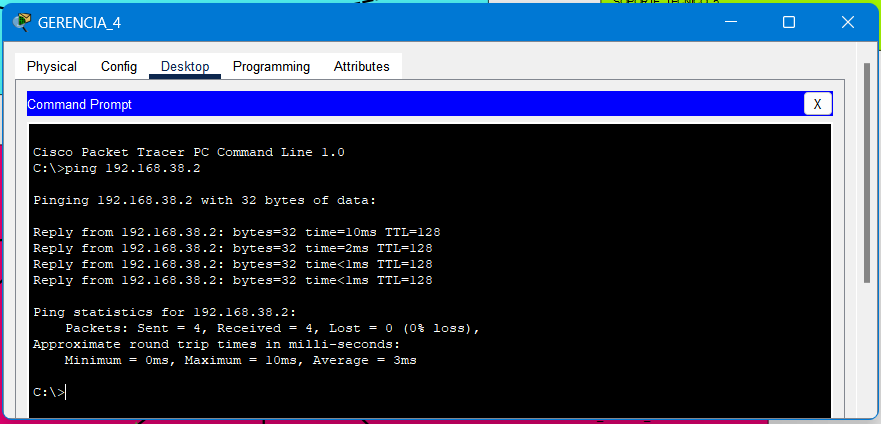 SOPORTE_TECNICO_5
GERENCIA_4
Physical Config Desktop Programming Attributes
Command Prompt X
Cisco Packet Tracer PC Command Line 1.0
C:\>ping 192.168.38.2
Pinging 192.168.38.2 with 32 bytes of data:
Reply from 192.168.38.2: bytes=32 time=10ms TTL=128
Reply from 192.168.38.2: bytes=32 time=2ms TTL=128
Reply from 192.168.38.2: bytes=32 time<1ms TTL=128
Reply from 192.168.38.2: bytes=32 time<1ms TTL=128
Ping statistics for 192.168.38.2:
Packets: Sent = 4, Received = 4, Lost = 0 (0% loss),
Approximate round trip times in milli-seconds:
Minimum = 0ms, Maximum = 10ms, Average = 3ms
C:\>